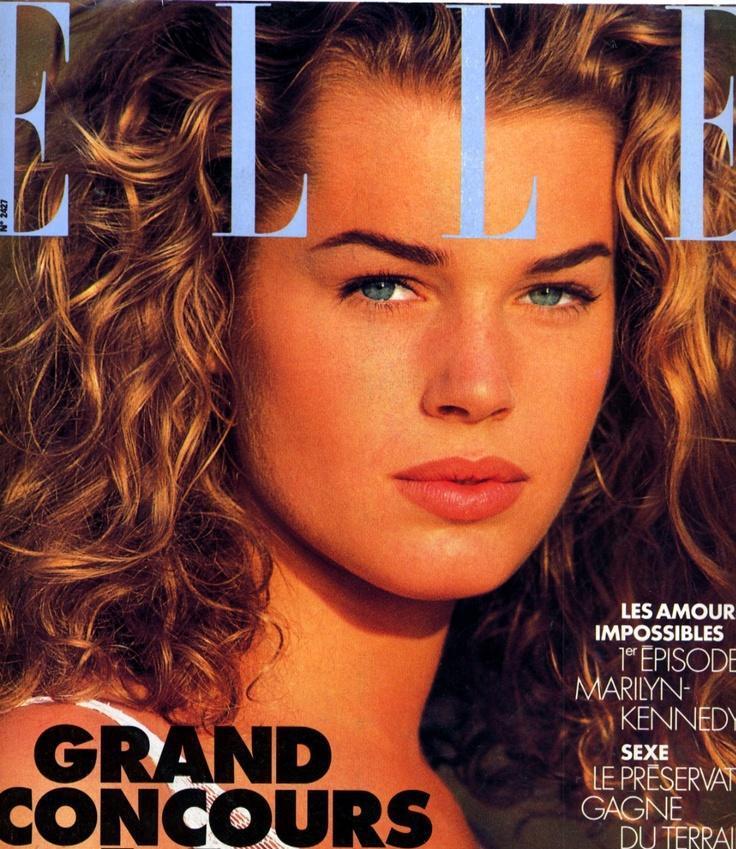 ELLE
N° 2427
LES AMOUR
IMPOSSIBLES
1er ÉPISODE
MARILYN-
KENNEDY
SEXE
LE PRÉSERVAT
GAGNE
DU TERRAI
GRAND
CONCOURS